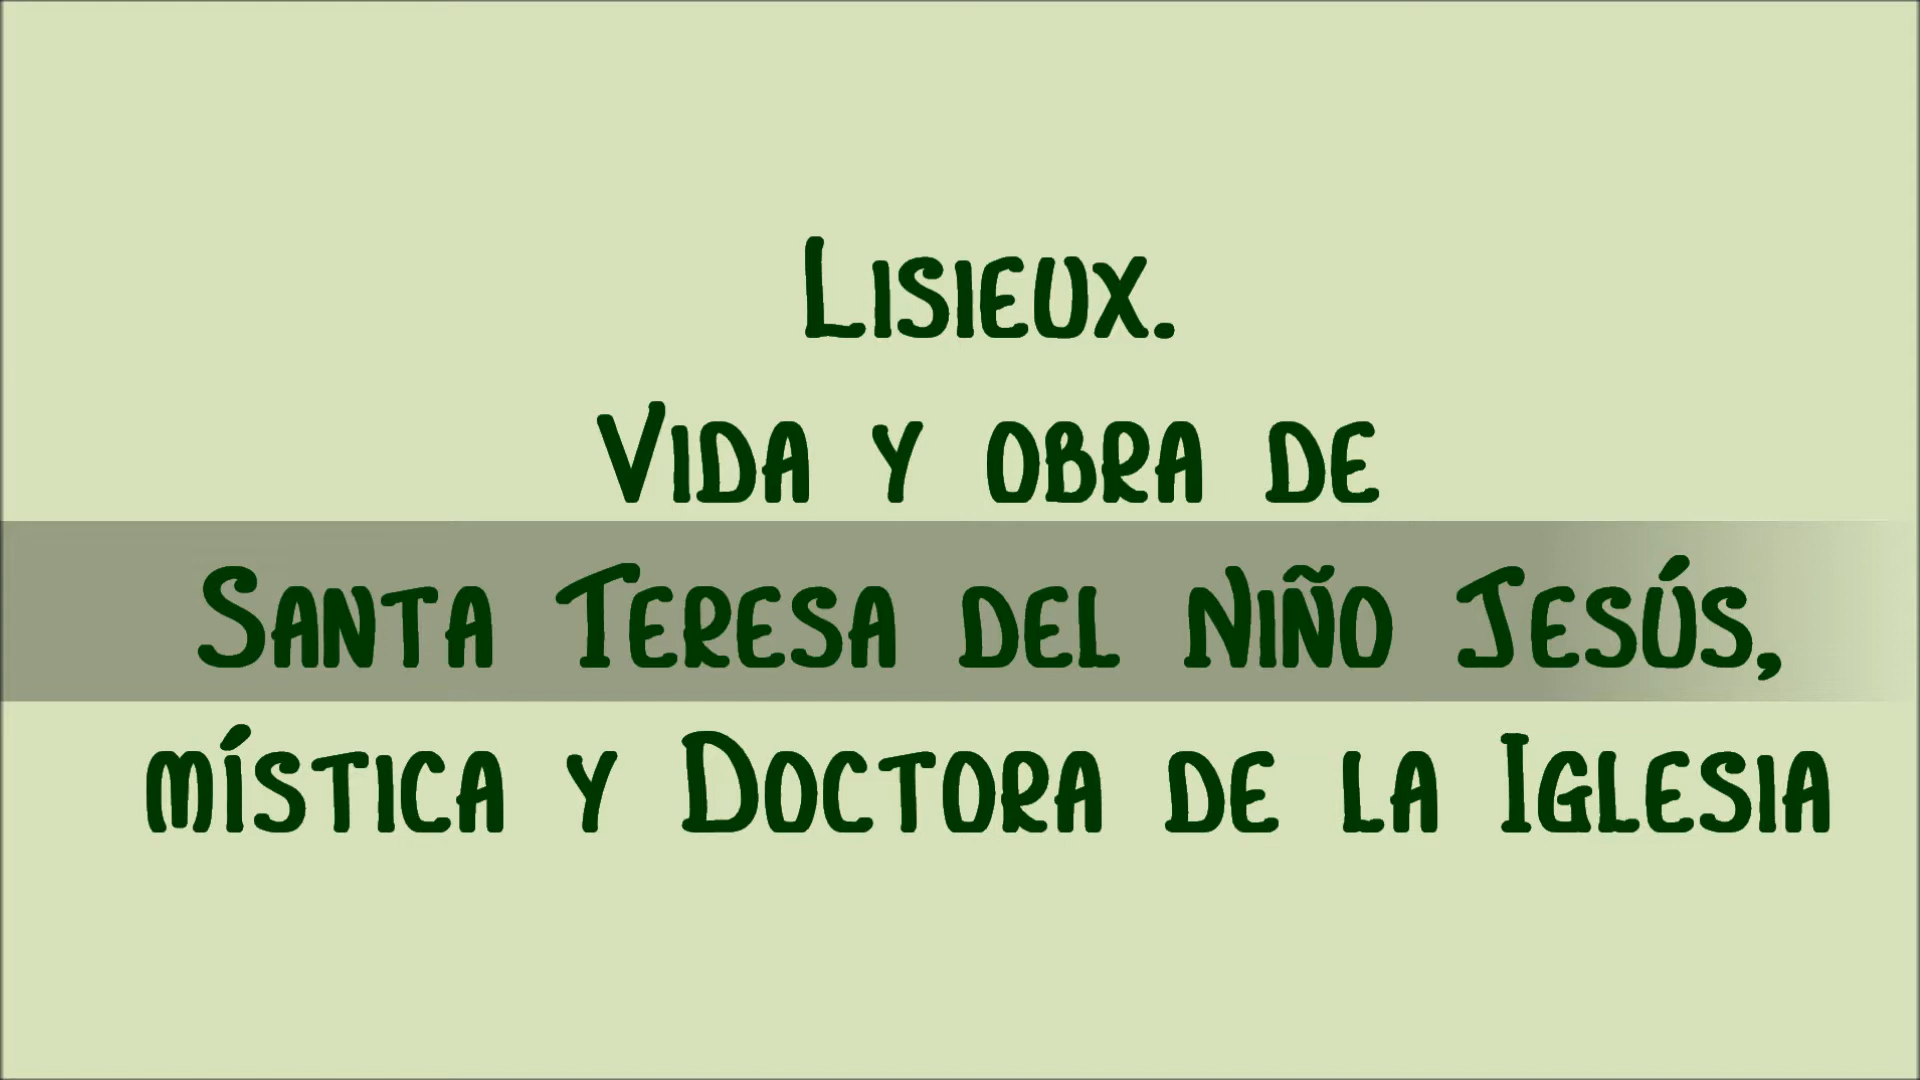 Lisieux.
Vida y obra de
Santa Teresa del Niño Jesús,
mística y Doctora de la Iglesia